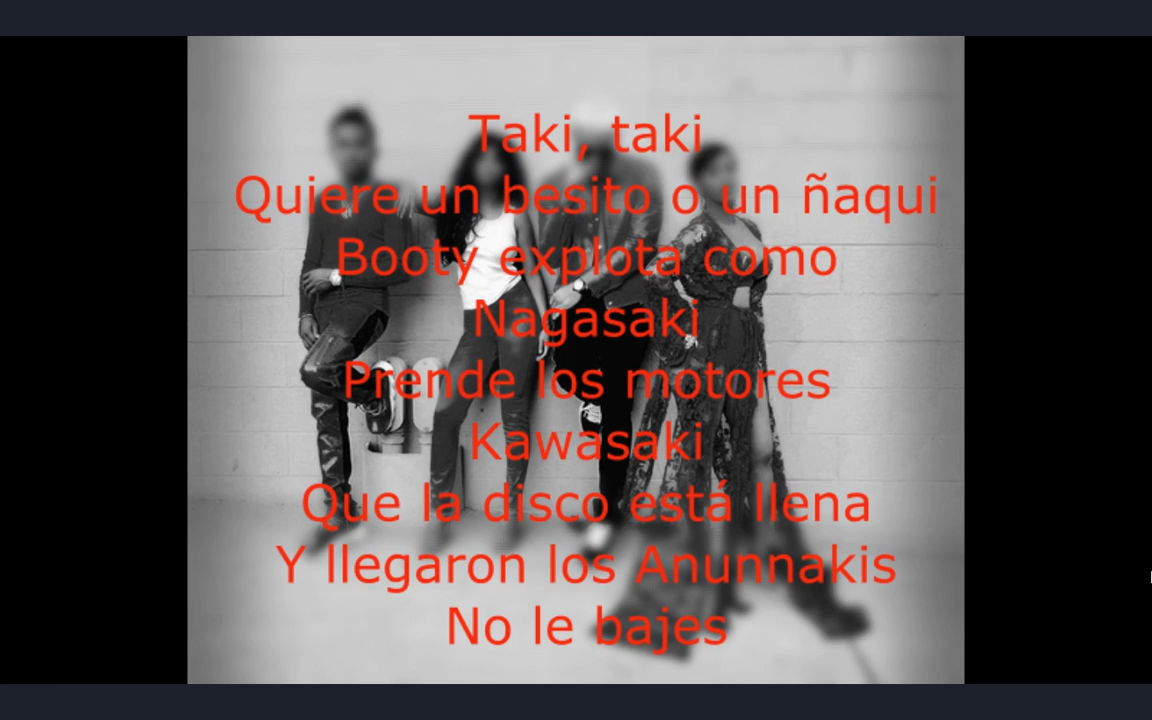 Taki, taki
Quiere un besito o un ñaqui
Booty explota como
Nagasaki
Prende los motores
Kawasaki
Que la disco está llena
Y llegaron los Anunnakis
No le bajes